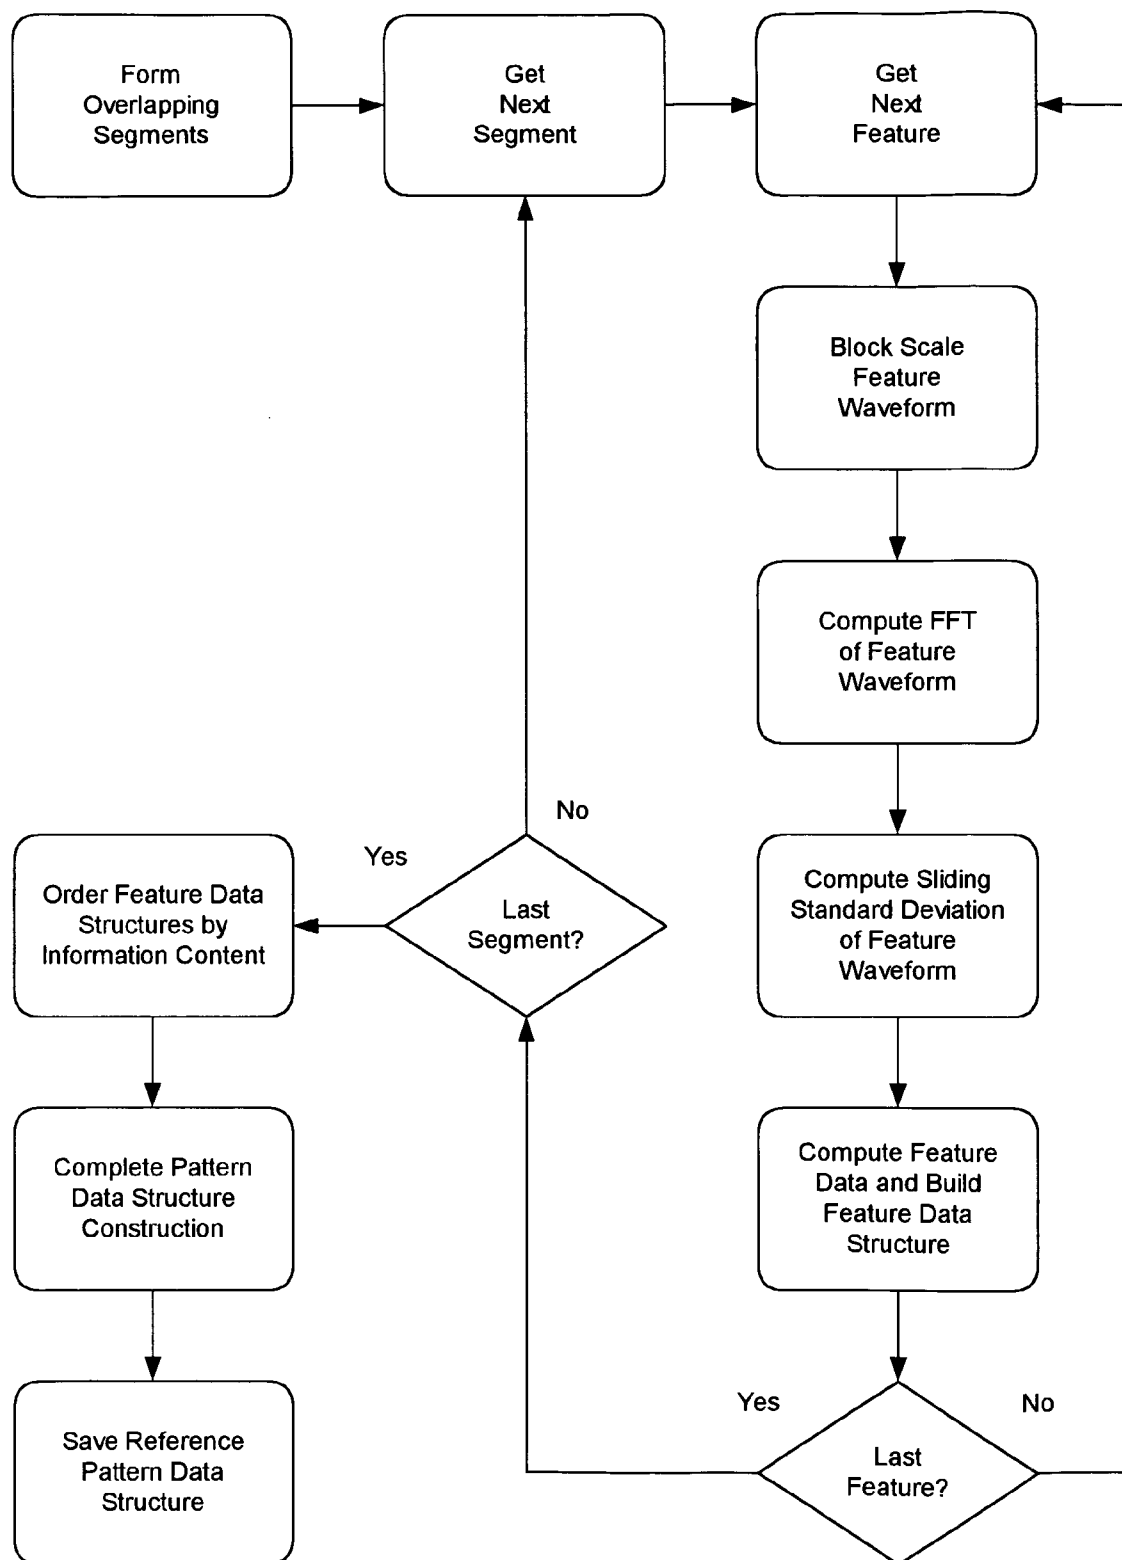 Form
Overlapping
Segments
Get
Next
Segment
Get
Next
Feature
Block Scale
Feature
Waveform
Compute FFT
of Feature
Waveform
No
Yes
Order Feature Data
Structures by
Information Content
Last
Segment?
Compute Sliding
Standard Deviation
of Feature
Waveform
Complete Pattern
Data Structure
Construction
Compute Feature
Data and Build
Feature Data
Structure
Yes
No
Save Reference
Pattern Data
Structure
Last
Feature?